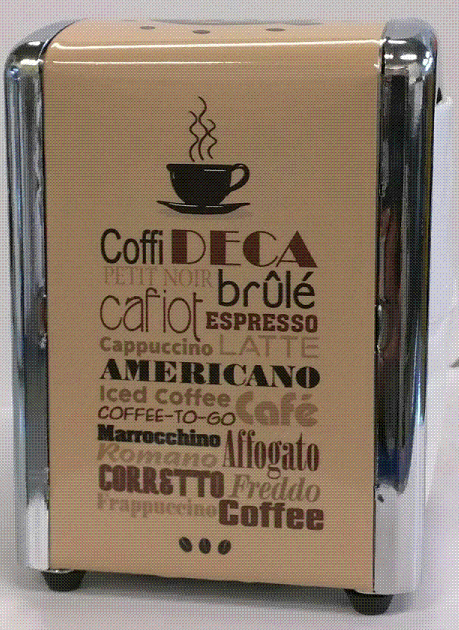 Coffi DECA
PETIT NOIR brûlé
cafiot ESPRESSO
Cappuccino LATTE
AMERICANO
Iced Coffee Café
COFFEE-TO-GO
Marrocchino Affogato
Romano
CORRETTO Freddo
Frappuccino Coffee